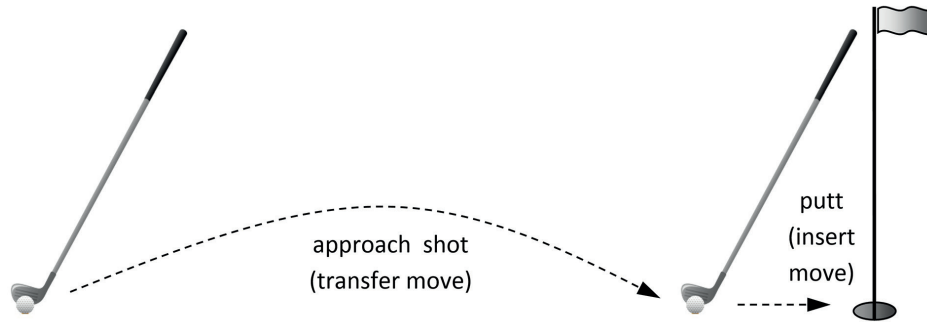 approach shot
(transfer move)
putt
(insert
move)